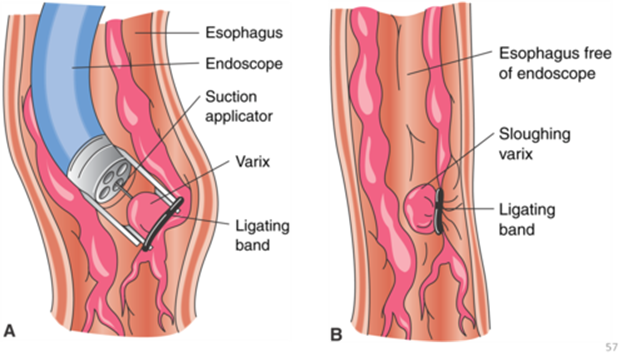 Esophagus
Endoscope
Suction
applicator
Varix
Ligating
band
A
Esophagus free
of endoscope
Sloughing
varix
Ligating
band
B
57